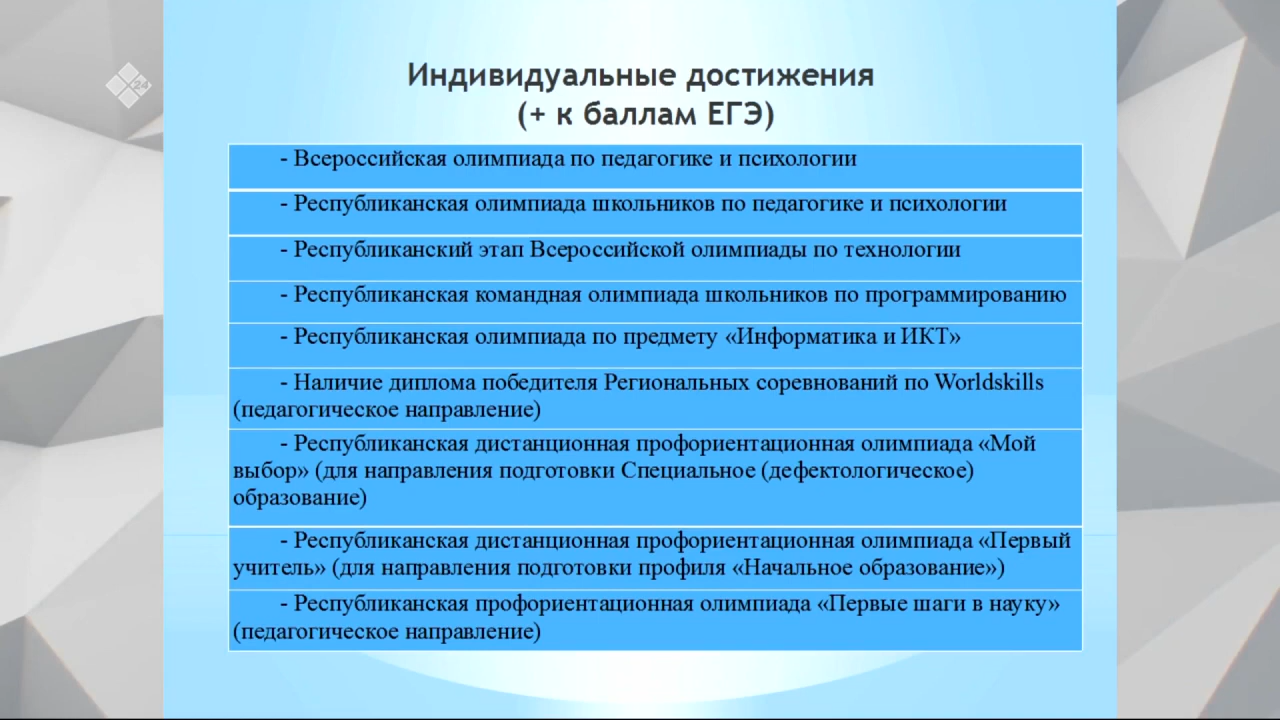 Индивидуальные достижения
(+ к баллам ЕГЭ)
24
- Всероссийская олимпиада по педагогике и психологии
- Республиканская олимпиада школьников по педагогике и психологии
- Республиканский этап Всероссийской олимпиады по технологии
- Республиканская командная олимпиада школьников по программированию
- Республиканская олимпиада по предмету «Информатика и ИКТ»
- Наличие диплома победителя Региональных соревнований по Worldskills
(педагогическое направление)
- Республиканская дистанционная профориентационная олимпиада «Мой
выбор» (для направления подготовки Специальное (дефектологическое)
образование)
- Республиканская дистанционная профориентационная олимпиада «Первый
учитель» (для направления подготовки профиля «Начальное образование»)
- Республиканская профориентационная олимпиада «Первые шаги в науку»
(педагогическое направление)